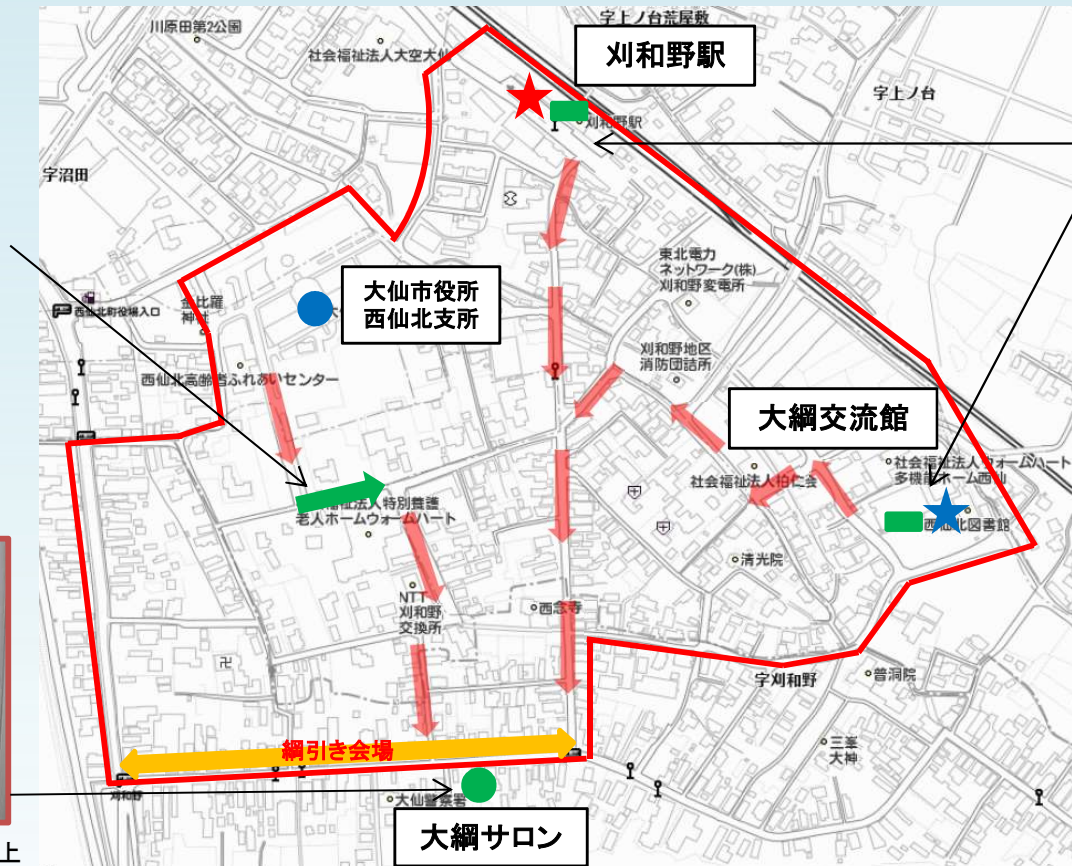 川原田第2公園
字上ノ台荒屋敷
社会福祉法人大空大仙
刈和野駅
字上ノ台
刈和野駅
字沼田
東北電力
ネットワーク(株)
刈和野変電所
大仙市役所
西仙北支所
金比羅
神社
西仙北町役場入口
刈和野地区
消防団詰所
西仙北高齢者ふれあいセンター
大綱交流館
社会福祉法人ウォームハート
多機能ホーム西仙
社会福祉法人柏仁会
福祉法人特別養護
老人ホームウォームハート
西仙北図書館
清光院
NTT
刈和野
交換所
西念寺
字刈和野
普洞院
三峯
大神
綱引き会場
刈和野
大仙警察署
大綱サロン
上